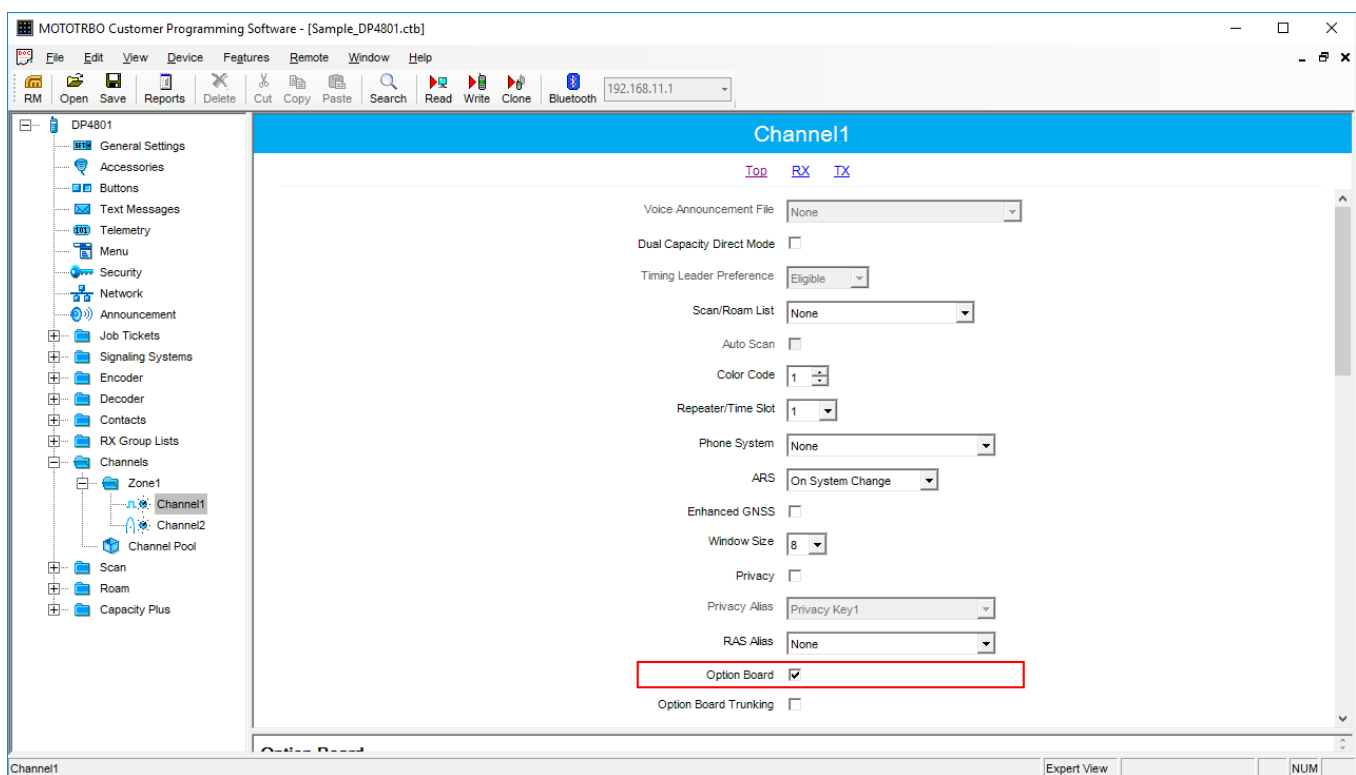 MOTOTRBO Customer Programming Software - [Sample_DP4801.ctb]
File Edit View Device Features Remote Window Help
RM Open Save Reports Delete Cut Copy Paste Search Read Write Clone Bluetooth 192.168.11.1
DP4801
General Settings
Accessories
Buttons
Text Messages
Telemetry
Menu
Security
Network
Announcement
Job Tickets
Signaling Systems
Encoder
Decoder
Contacts
RX Group Lists
Channels
Zone1
Channel1
Channel2
Channel Pool
Scan
Roam
Capacity Plus
Channel1
Top RX TX
Voice Announcement File None
Dual Capacity Direct Mode
Timing Leader Preference Eligible
Scan/Roam List None
Auto Scan
Color Code 1
Repeater/Time Slot 1
Phone System None
ARS On System Change
Enhanced GNSS
Window Size 8
Privacy
Privacy Alias Privacy Key1
RAS Alias None
Option Board
Option Board Trunking
Option Board
Channel1 Expert View NUM